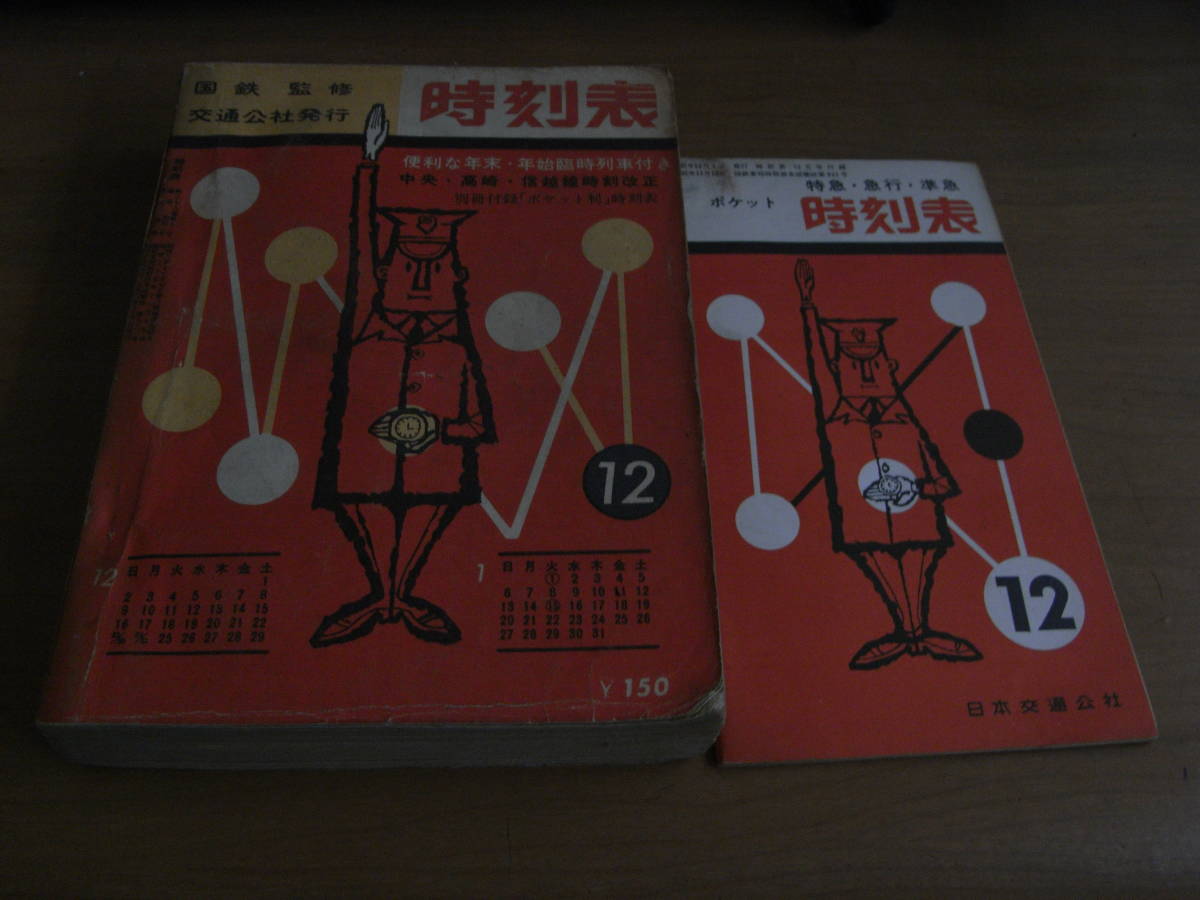 国鉄監修
交通公社発行
時刻表
便利な年末・年始臨時列車付き
中央・高崎・信越線時刻改正
別冊付録「ポケット判」時刻表
12
12
日 月 火 水 木 金 土
1
2 3 4 5 6 7 8
9 10 11 12 13 14 15
16 17 18 19 20 21 22
23/30 24/31 25 26 27 28 29
1
日 月 火 水 木 金 土
① 2 3 4 5
6 7 8 9 10 11 12
13 14 ⑮ 16 17 18 19
20 21 22 23 24 25 26
27 28 29 30 31
¥150
特急・急行・準急
ポケット
時刻表
12
日本交通公社